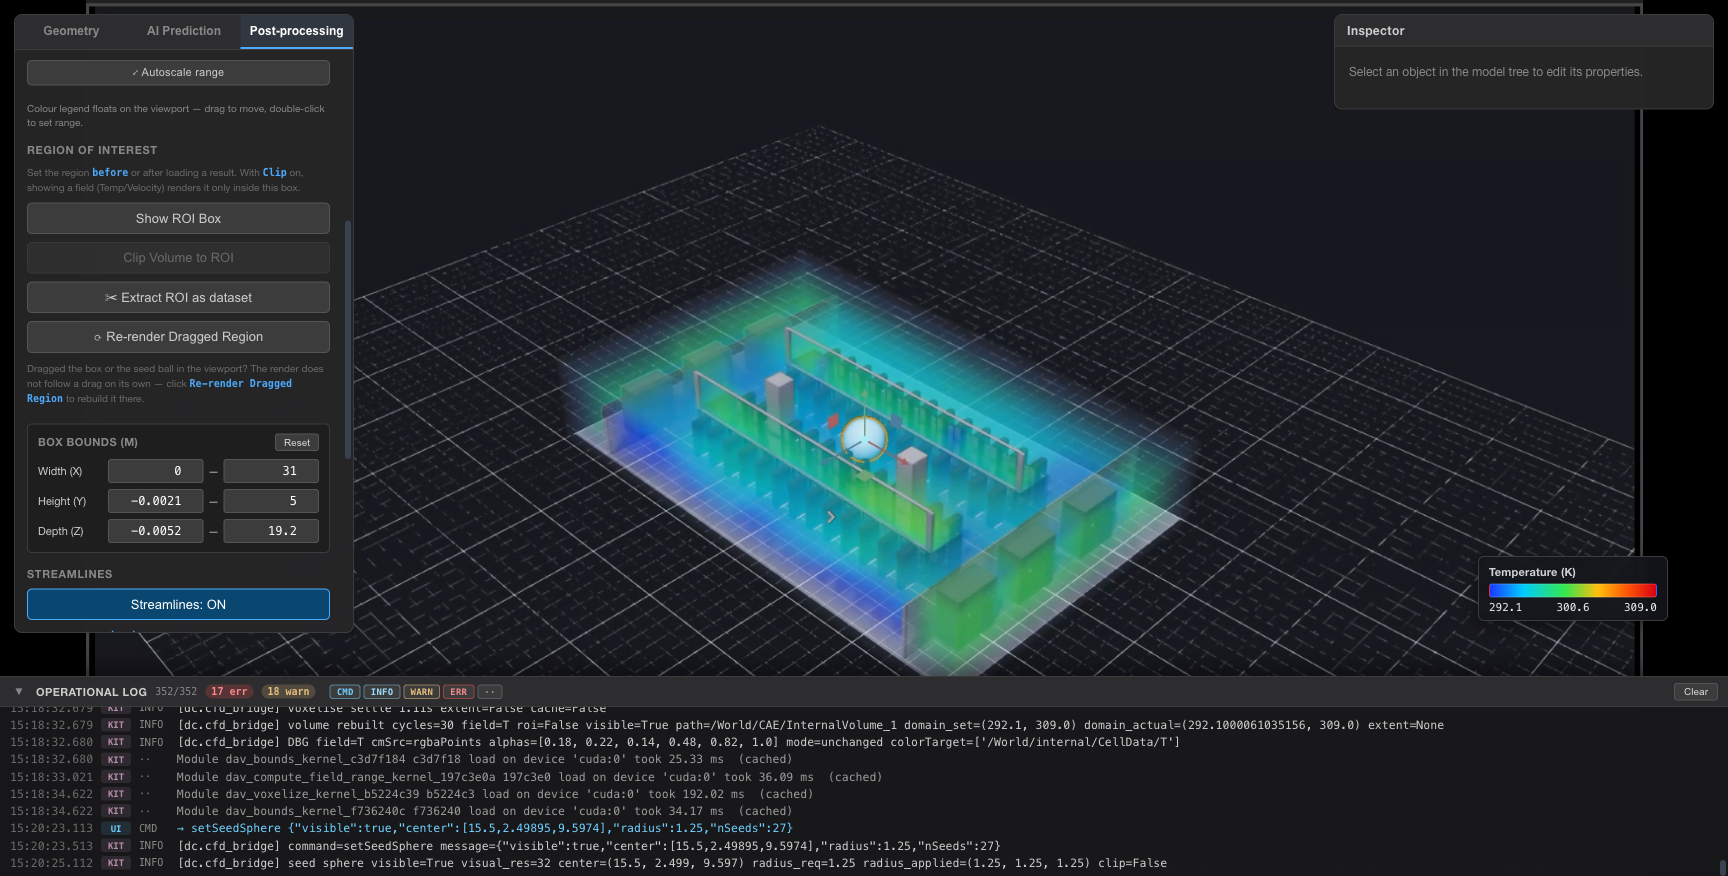 Geometry
AI Prediction
Post-processing
✓ Autoscale range
Colour legend floats on the viewport — drag to move, double-click
to set range.
REGION OF INTEREST
Set the region before or after loading a result. With Clip on,
showing a field (Temp/Velocity) renders it only inside this box.
Show ROI Box
Clip Volume to ROI
✂ Extract ROI as dataset
⟳ Re-render Dragged Region
Dragged the box or the seed ball in the viewport? The render does
not follow a drag on its own — click Re-render Dragged
Region to rebuild it there.
BOX BOUNDS (M)
Reset
Width (X) 0 — 31
Height (Y) −0.0021 — 5
Depth (Z) −0.0052 — 19.2
STREAMLINES
Streamlines: ON
Inspector
Select an object in the model tree to edit its properties.
Temperature (K)
292.1 300.6 309.0
▼ OPERATIONAL LOG 352/352 17 err 18 warn CMD INFO WARN ERR ··
Clear
15:18:32.679 KIT INFO [dc.cfd_bridge] voxelise settle 1.11s extent=False cache=False
15:18:32.679 KIT INFO [dc.cfd_bridge] volume rebuilt cycles=30 field=T roi=False visible=True path=/World/CAE/InternalVolume_1 domain_set=(292.1, 309.0) domain_actual=(292.1000061035156, 309.0) extent=None
15:18:32.680 KIT INFO [dc.cfd_bridge] DBG field=T cmSrc=rgbaPoints alphas=[0.18, 0.22, 0.14, 0.48, 0.82, 1.0] mode=unchanged colorTarget=['/World/internal/CellData/T']
15:18:32.680 KIT ·· Module dav_bounds_kernel_c3d7f184 c3d7f18 load on device 'cuda:0' took 25.33 ms (cached)
15:18:33.021 KIT ·· Module dav_compute_field_range_kernel_197c3e0a 197c3e0 load on device 'cuda:0' took 36.09 ms (cached)
15:18:34.622 KIT ·· Module dav_voxelize_kernel_b5224c39 b5224c3 load on device 'cuda:0' took 192.02 ms (cached)
15:18:34.622 KIT ·· Module dav_bounds_kernel_f736240c f736240 load on device 'cuda:0' took 34.17 ms (cached)
15:20:23.113 UI CMD → setSeedSphere {"visible":true,"center":[15.5,2.49895,9.5974],"radius":1.25,"nSeeds":27}
15:20:23.513 KIT INFO [dc.cfd_bridge] command=setSeedSphere message={"visible":true,"center":[15.5,2.49895,9.5974],"radius":1.25,"nSeeds":27}
15:20:25.112 KIT INFO [dc.cfd_bridge] seed sphere visible=True visual_res=32 center=(15.5, 2.499, 9.597) radius_req=1.25 radius_applied=(1.25, 1.25, 1.25) clip=False